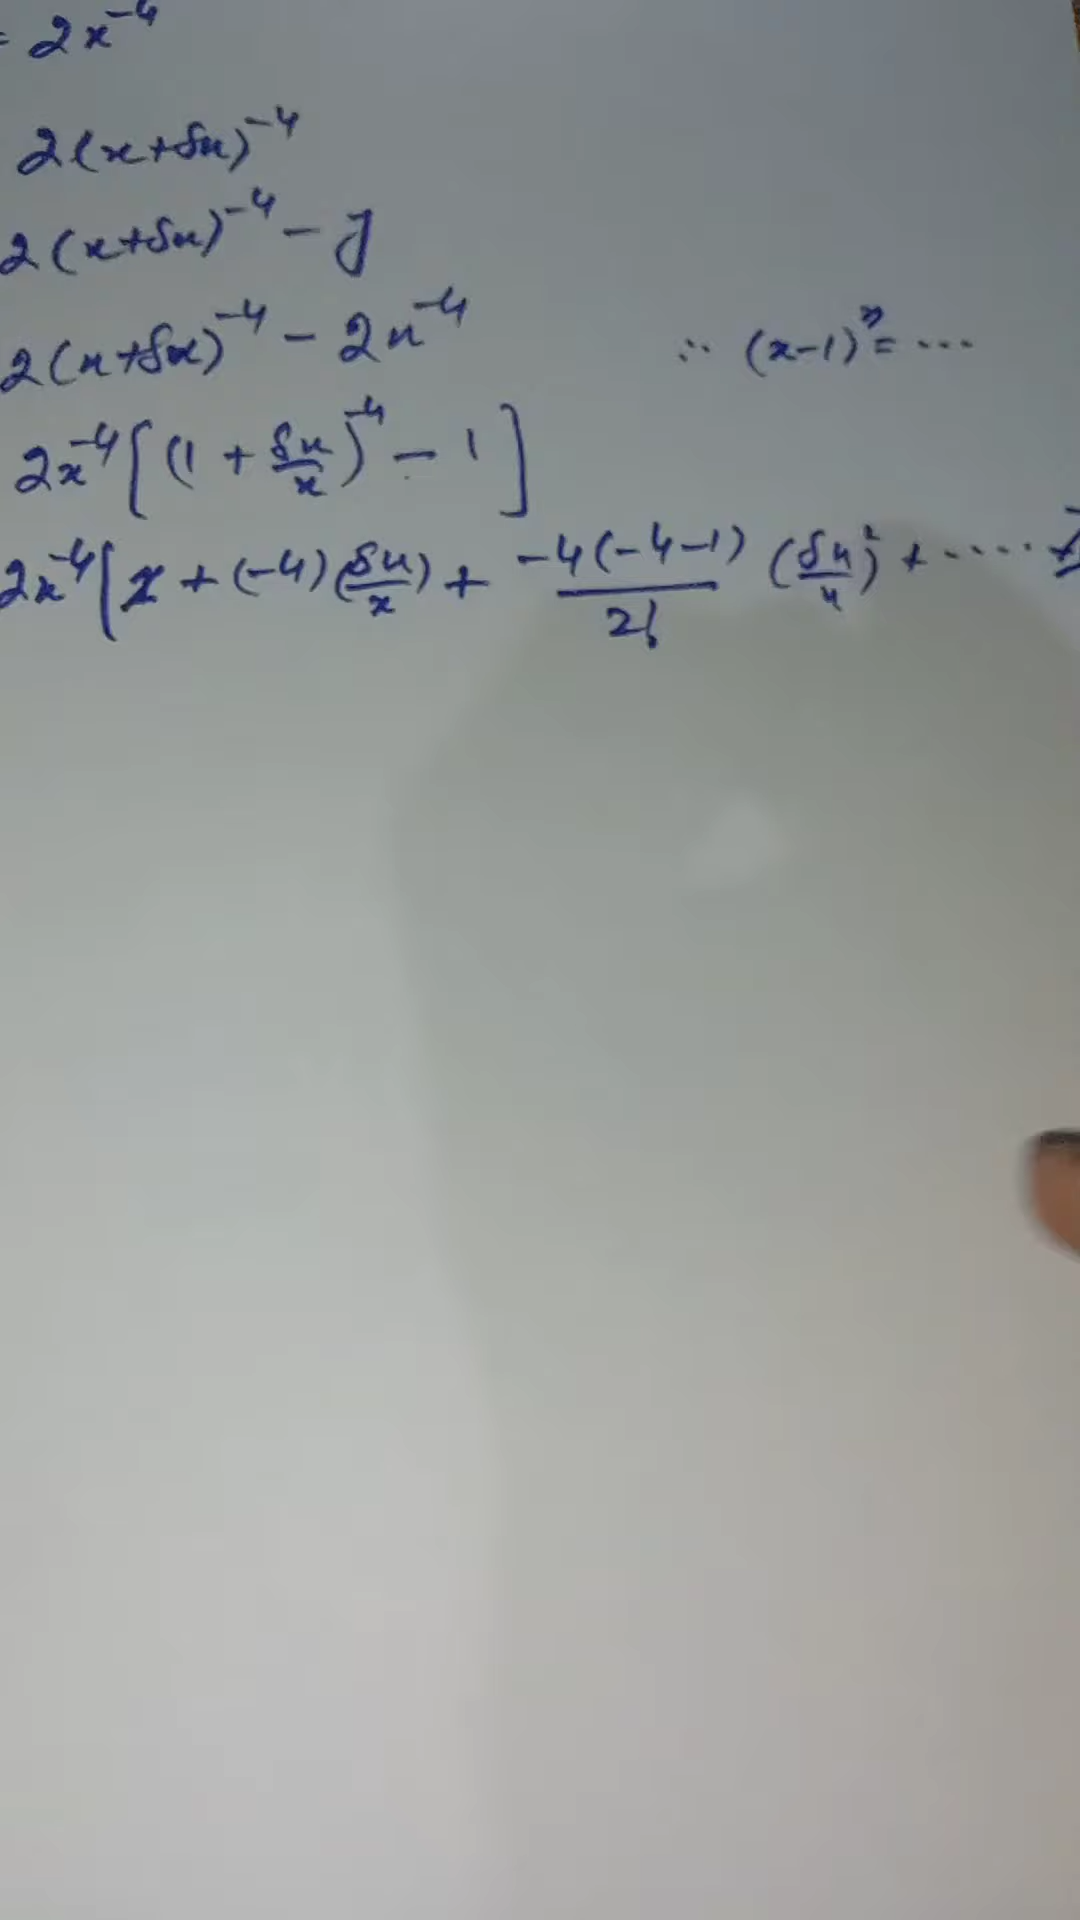 = 2x⁻⁴
2(x+δx)⁻⁴
2(x+δx)⁻⁴ - y
2(x+δx)⁻⁴ - 2x⁻⁴
∴ (x-1)ⁿ = ...
2x⁻⁴[(1 + δx/x)⁻⁴ - 1]
2x⁻⁴[1 + (-4)(δx/x) + -4(-4-1)/2! (δx/x)² + .....